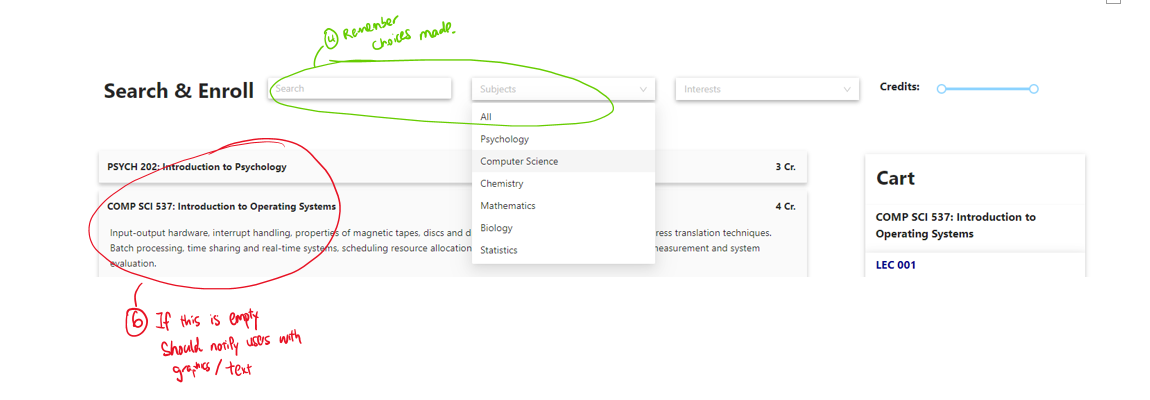 ④ Remember
choices made.
Search & Enroll
Search
Subjects
Interests
Credits:
All
Psychology
Computer Science
Chemistry
Mathematics
Biology
Statistics
PSYCH 202: Introduction to Psychology
3 Cr.
COMP SCI 537: Introduction to Operating Systems
4 Cr.
Input-output hardware, interrupt handling, properties of magnetic tapes, discs and d ress translation techniques.
Batch processing, time sharing and real-time systems, scheduling resource allocation easurement and system
evaluation.
Cart
COMP SCI 537: Introduction to
Operating Systems
LEC 001
⑥ If this is empty
Should notify users with
graphics / text